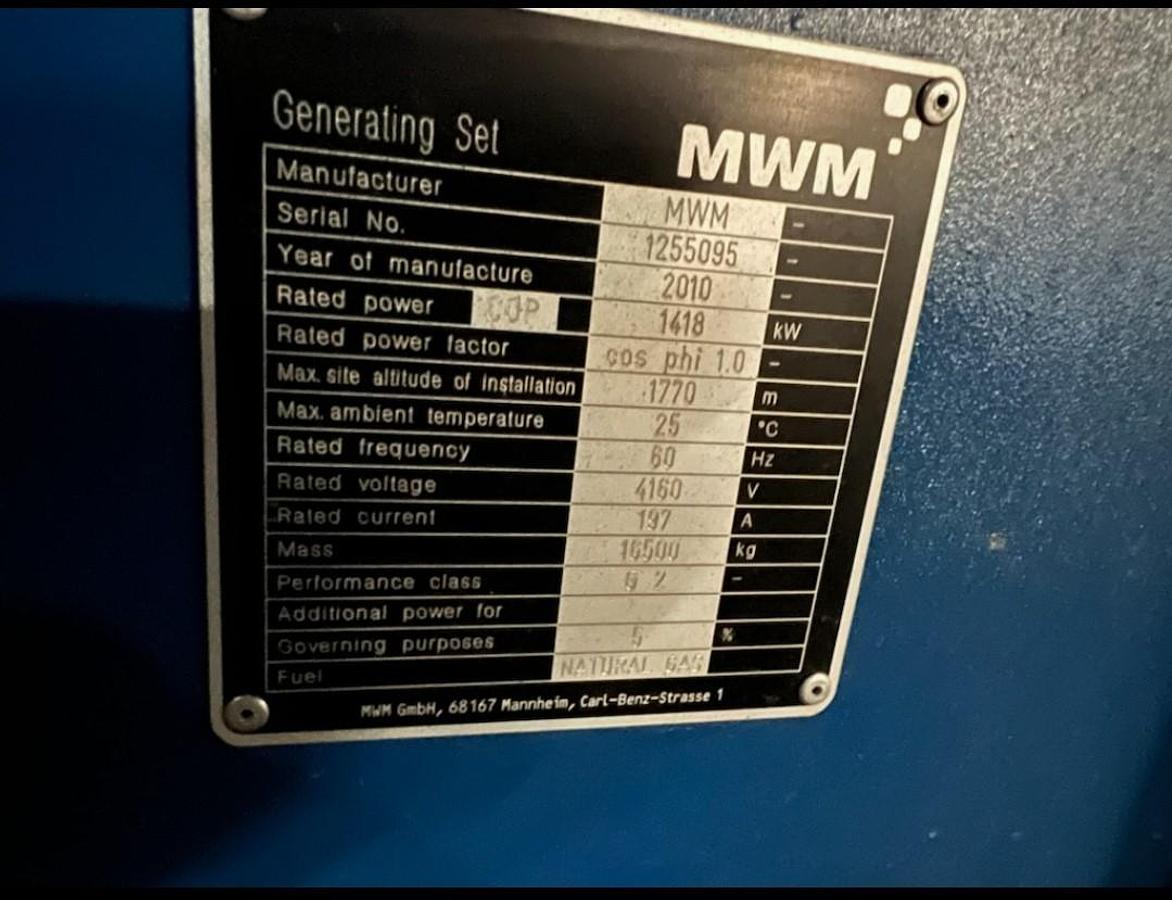 Generating Set MWM
Manufacturer MWM -
Serial No. 1255095 -
Year of manufacture 2010 -
Rated power COP 1418 kW
Rated power factor cos phi 1.0 -
Max. site altitude of installation 1770 m
Max. ambient temperature 25 °C
Rated frequency 60 Hz
Rated voltage 4160 V
Rated current 197 A
Mass 16500 kg
Performance class G 2 -
Additional power for
Governing purposes 5 %
Fuel NATURAL GAS
MWM GmbH, 68167 Mannheim, Carl-Benz-Strasse 1